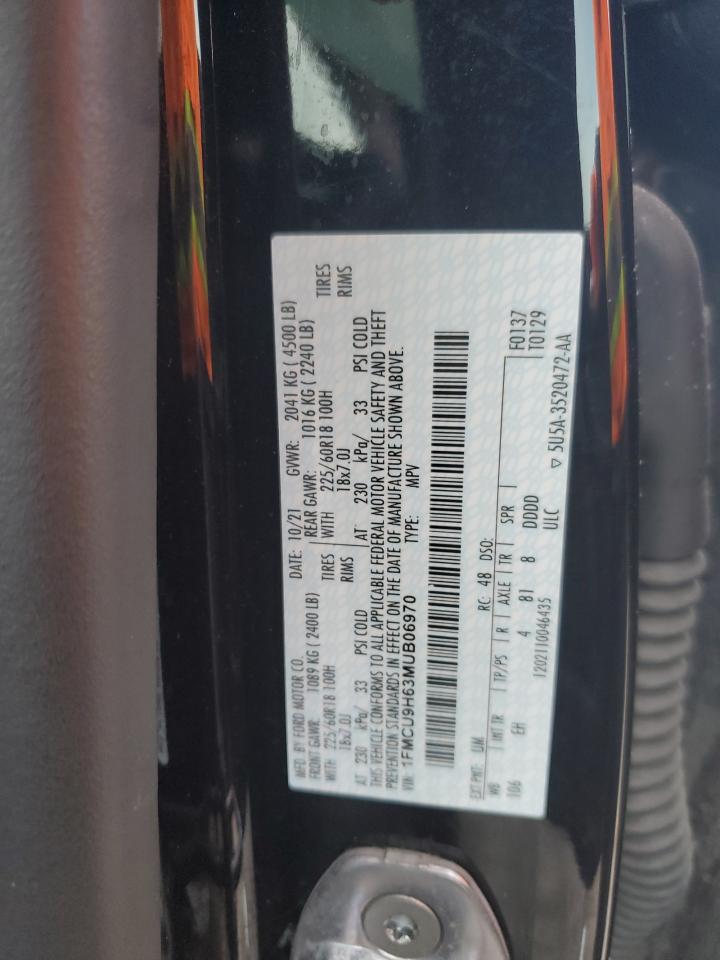 MFD. BY FORD MOTOR CO.
DATE: 10/21 GVWR: 2041 KG ( 4500 LB)
FRONT GAWR: 1089 KG ( 2400 LB) REAR GAWR: 1016 KG ( 2240 LB)
WITH 225/60R18 100H TIRES WITH 225/60R18 100H TIRES
18x7.0J RIMS 18x7.0J RIMS
AT 230 kPa/ 33 PSI COLD AT 230 kPa/ 33 PSI COLD
THIS VEHICLE CONFORMS TO ALL APPLICABLE FEDERAL MOTOR VEHICLE SAFETY AND THEFT
PREVENTION STANDARDS IN EFFECT ON THE DATE OF MANUFACTURE SHOWN ABOVE.
VIN: 1FMCU9H63MUB06970 TYPE: MPV
EXT PNT: UM RC: 48 DSO: F0137
WB INT TR TP/PS R AXLE TR SPR T0129
106 EH 4 81 8 DDDD
1202110046435 ULC ▽ 5U5A-3520472-AA